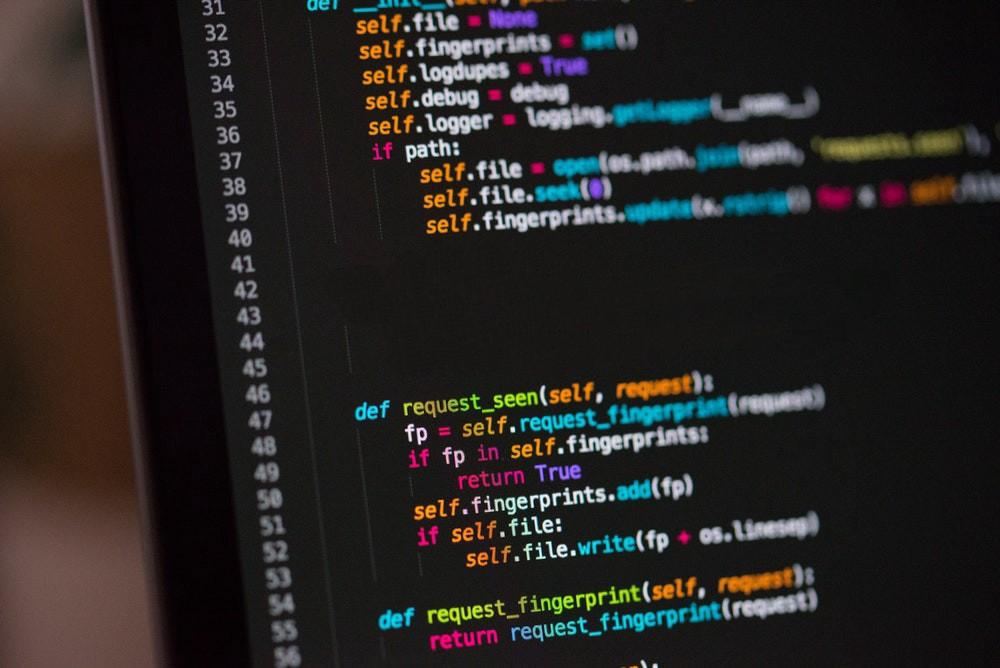 31 def __init__(self,
32 self.file = None
33 self.fingerprints = set()
34 self.logdupes = True
35 self.debug = debug
36 self.logger = logging.getLogger(__name__)
37 if path:
38 self.file = open(os.path.join(path, 'requests.seen'),
39 self.file.seek(0)
40 self.fingerprints.update(x.rstrip() for x in self.file
41
42
43
44
45
46
47 def request_seen(self, request):
48 fp = self.request_fingerprint(request)
49 if fp in self.fingerprints:
50 return True
51 self.fingerprints.add(fp)
52 if self.file:
53 self.file.write(fp + os.linesep)
54
55 def request_fingerprint(self, request):
56 return request_fingerprint(request)